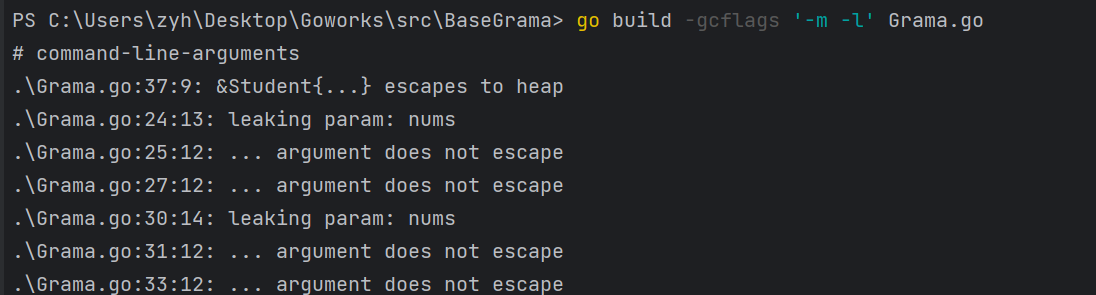 PS C:\Users\zyh\Desktop\Goworks\src\BaseGrama> go build -gcflags '-m -l' Grama.go
# command-line-arguments
.\Grama.go:37:9: &Student{...} escapes to heap
.\Grama.go:24:13: leaking param: nums
.\Grama.go:25:12: ... argument does not escape
.\Grama.go:27:12: ... argument does not escape
.\Grama.go:30:14: leaking param: nums
.\Grama.go:31:12: ... argument does not escape
.\Grama.go:33:12: ... argument does not escape